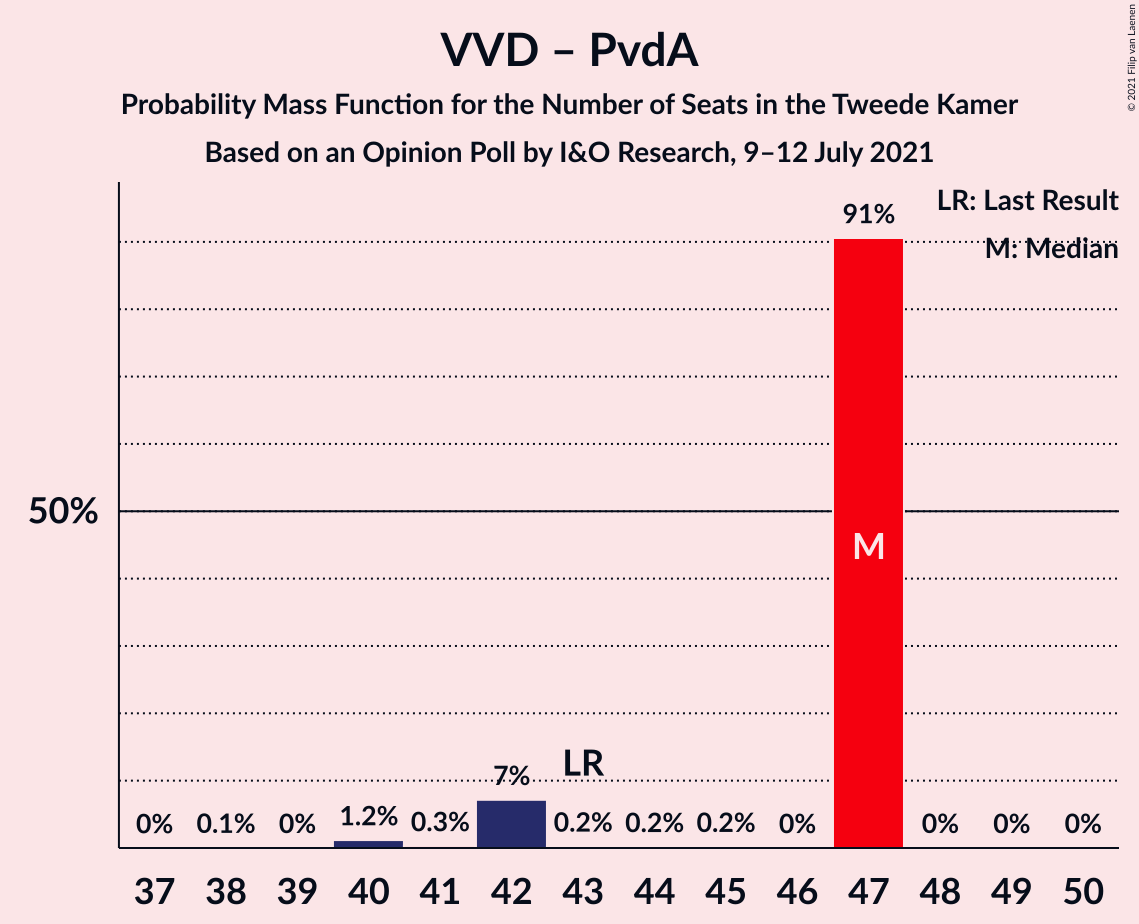 VVD – PvdA
Probability Mass Function for the Number of Seats in the Tweede Kamer
Based on an Opinion Poll by I&O Research, 9–12 July 2021
© 2021 Filip van Laenen
LR: Last Result
M: Median
91%
50%
M
LR
7%
0% 0.1% 0% 1.2% 0.3% 0.2% 0.2% 0.2% 0% 0% 0% 0%
37 38 39 40 41 42 43 44 45 46 47 48 49 50